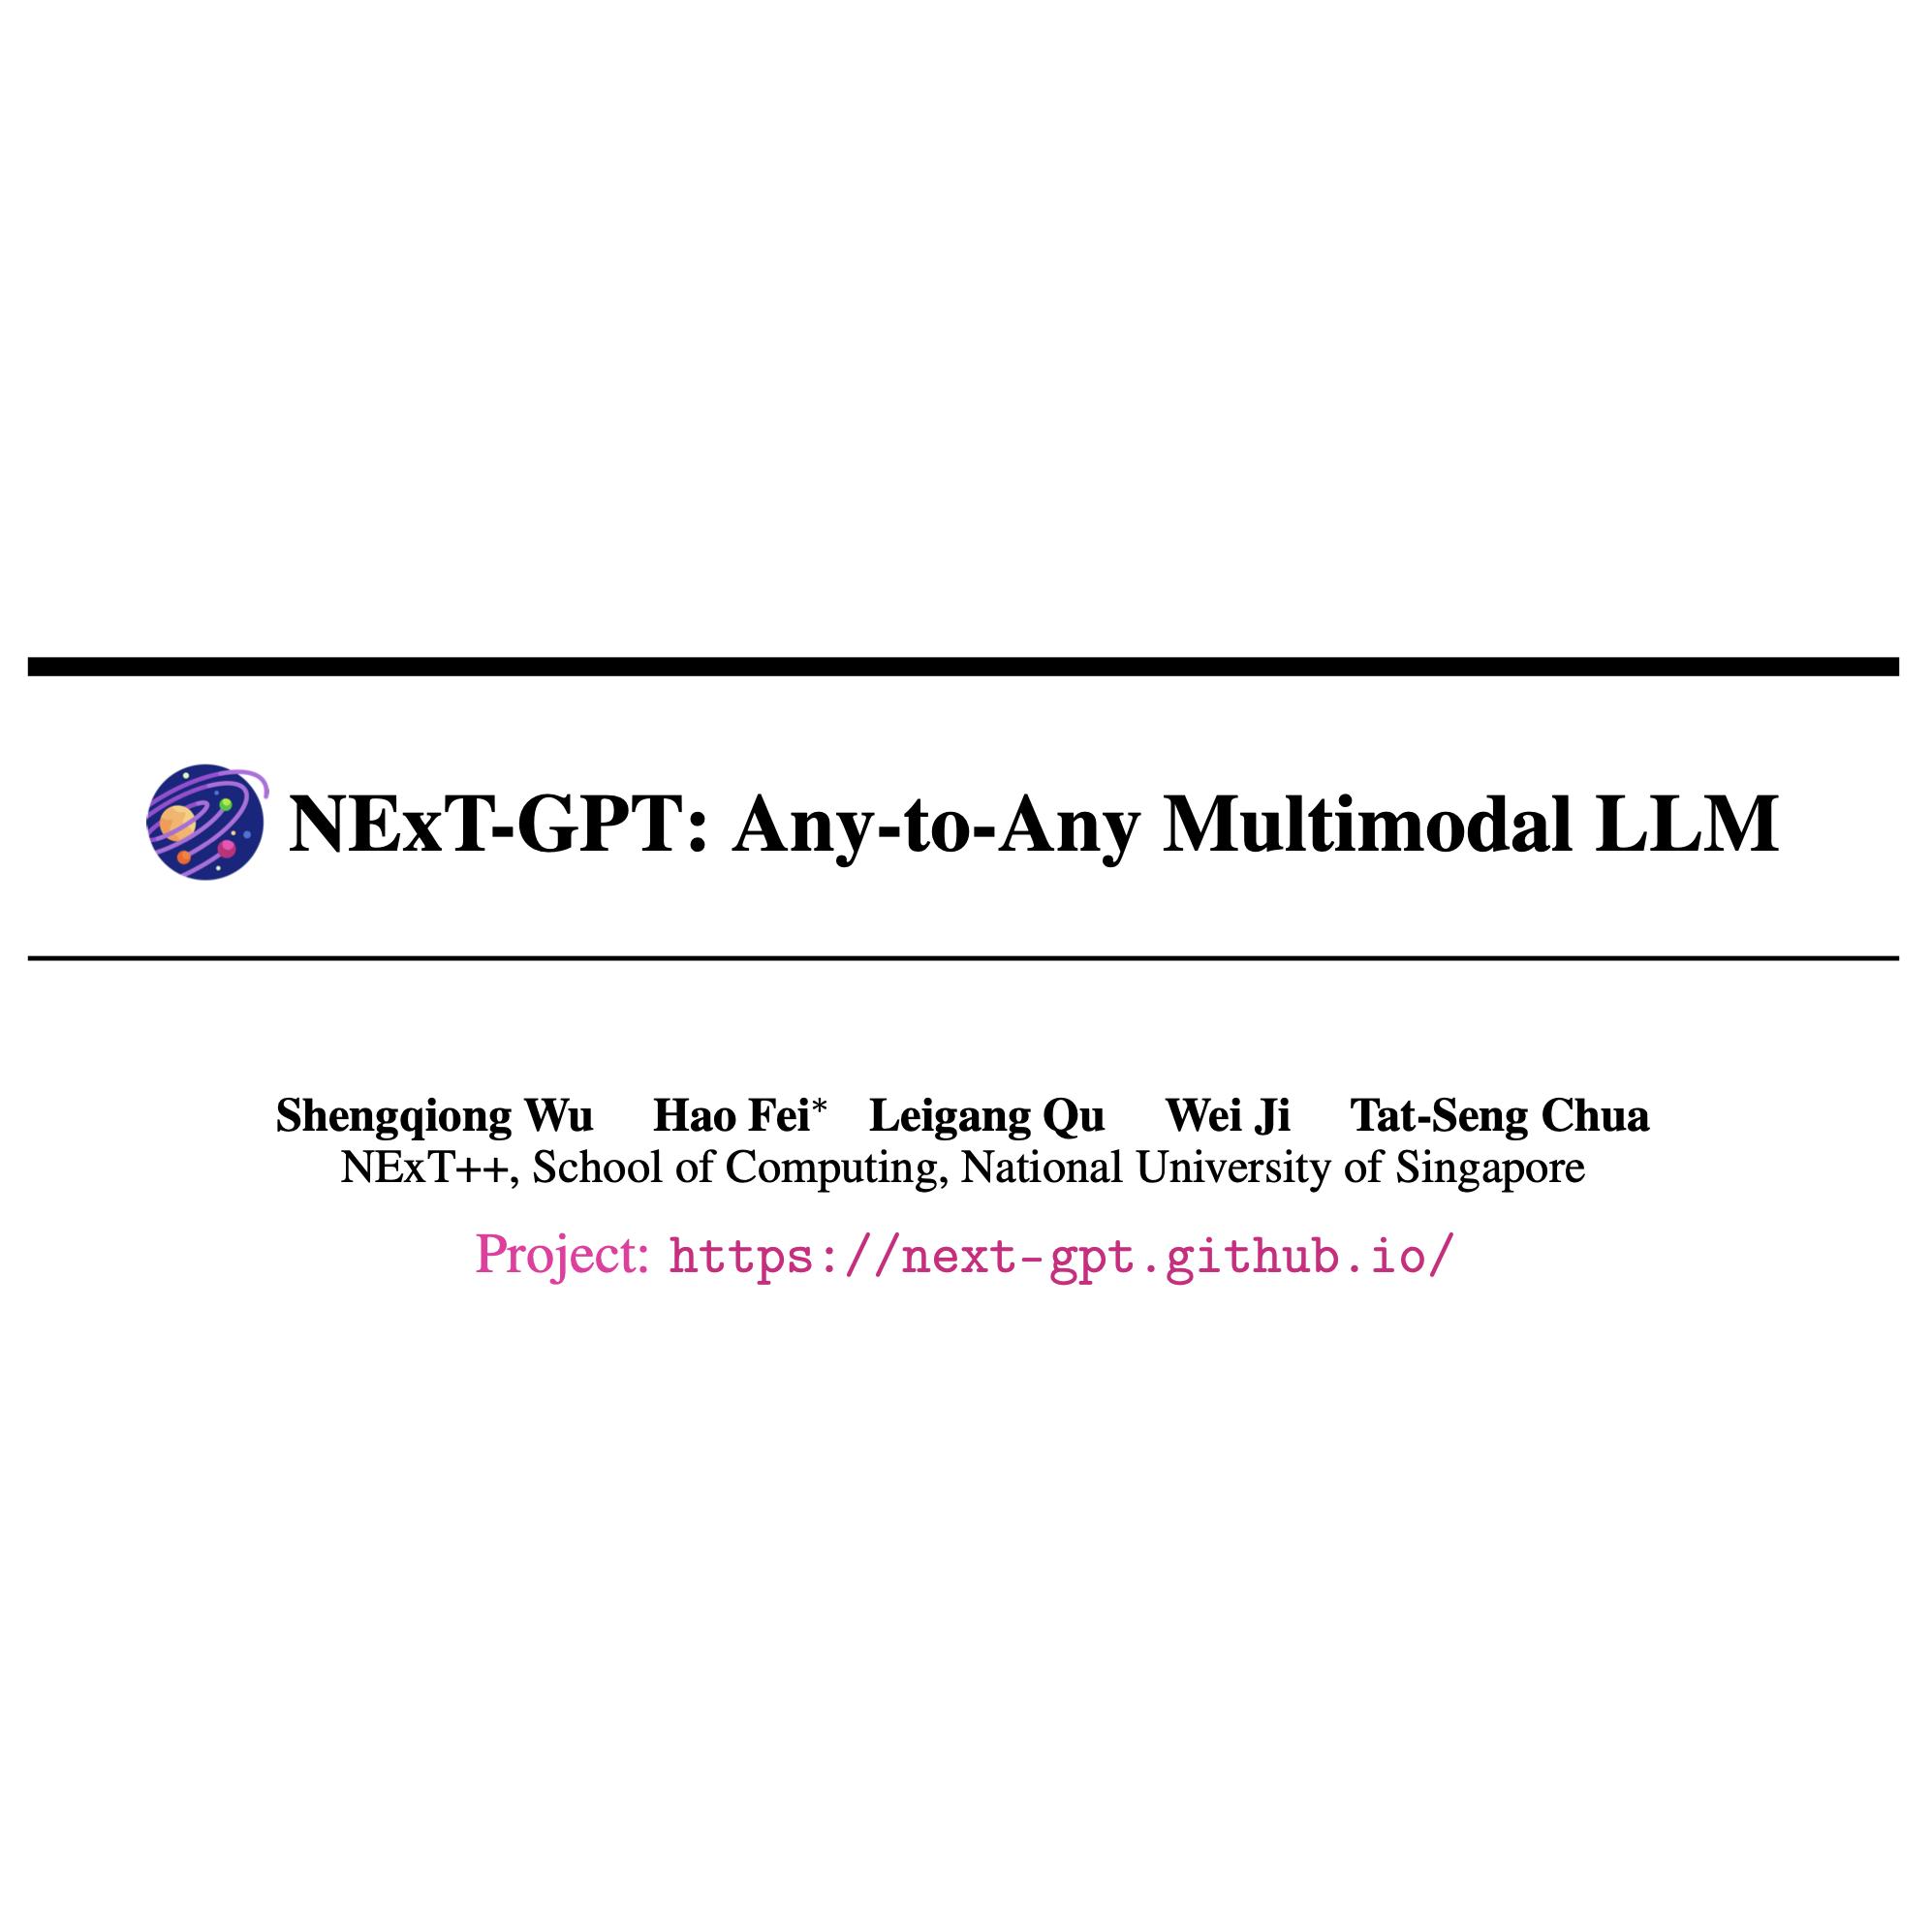 NExT-GPT: Any-to-Any Multimodal LLM
Shengqiong Wu Hao Fei* Leigang Qu Wei Ji Tat-Seng Chua
NExT++, School of Computing, National University of Singapore
Project: https://next-gpt.github.io/